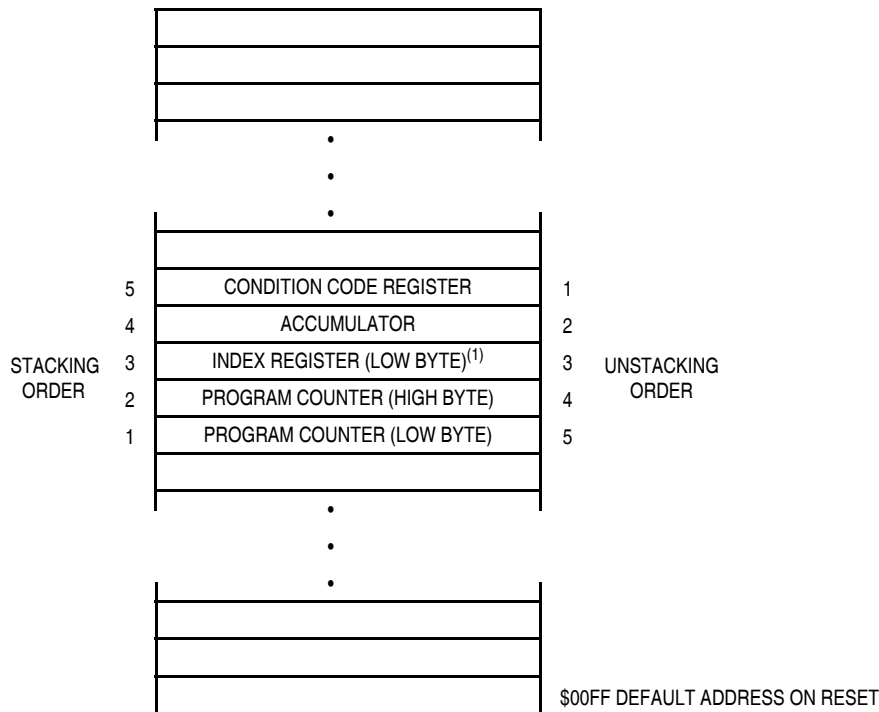 5 CONDITION CODE REGISTER 1
4 ACCUMULATOR 2
STACKING ORDER 3 INDEX REGISTER (LOW BYTE)(1) 3 UNSTACKING ORDER
2 PROGRAM COUNTER (HIGH BYTE) 4
1 PROGRAM COUNTER (LOW BYTE) 5
$00FF DEFAULT ADDRESS ON RESET